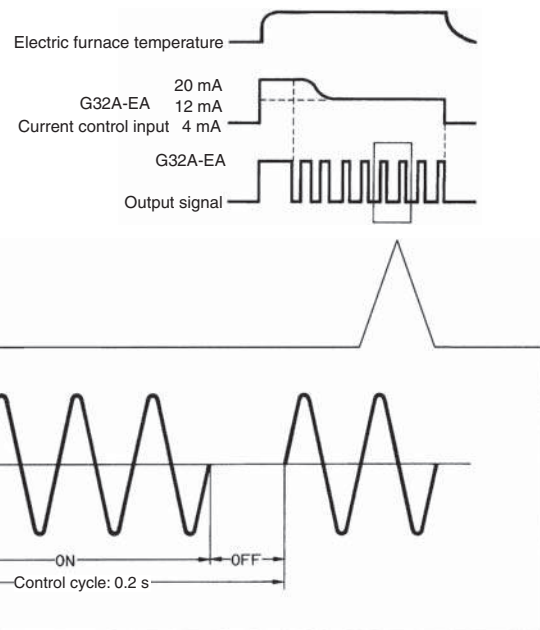 Electric furnace temperature
20 mA
G32A-EA 12 mA
Current control input 4 mA
G32A-EA
Output signal
ON OFF
Control cycle: 0.2 s